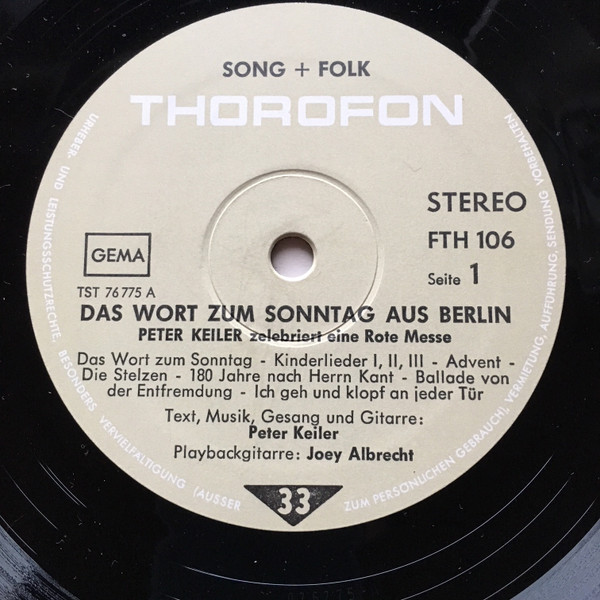 SONG + FOLK
THOROFON
STEREO
FTH 106
Seite 1
GEMA
TST 76 775 A
DAS WORT ZUM SONNTAG AUS BERLIN
PETER KEILER zelebriert eine Rote Messe
Das Wort zum Sonntag - Kinderlieder I, II, III - Advent -
Die Stelzen - 180 Jahre nach Herrn Kant - Ballade von
der Entfremdung - Ich geh und klopf an jeder Tür
Text, Musik, Gesang und Gitarre:
Peter Keiler
Playbackgitarre: Joey Albrecht
33
URHEBER- UND LEISTUNGSSCHUTZRECHTE, BESONDERS VERVIELFÄLTIGUNG (AUSSER ZUM PERSÖNLICHEN GEBRAUCH), VERMIETUNG, AUFFÜHRUNG, SENDUNG VORBEHALTEN